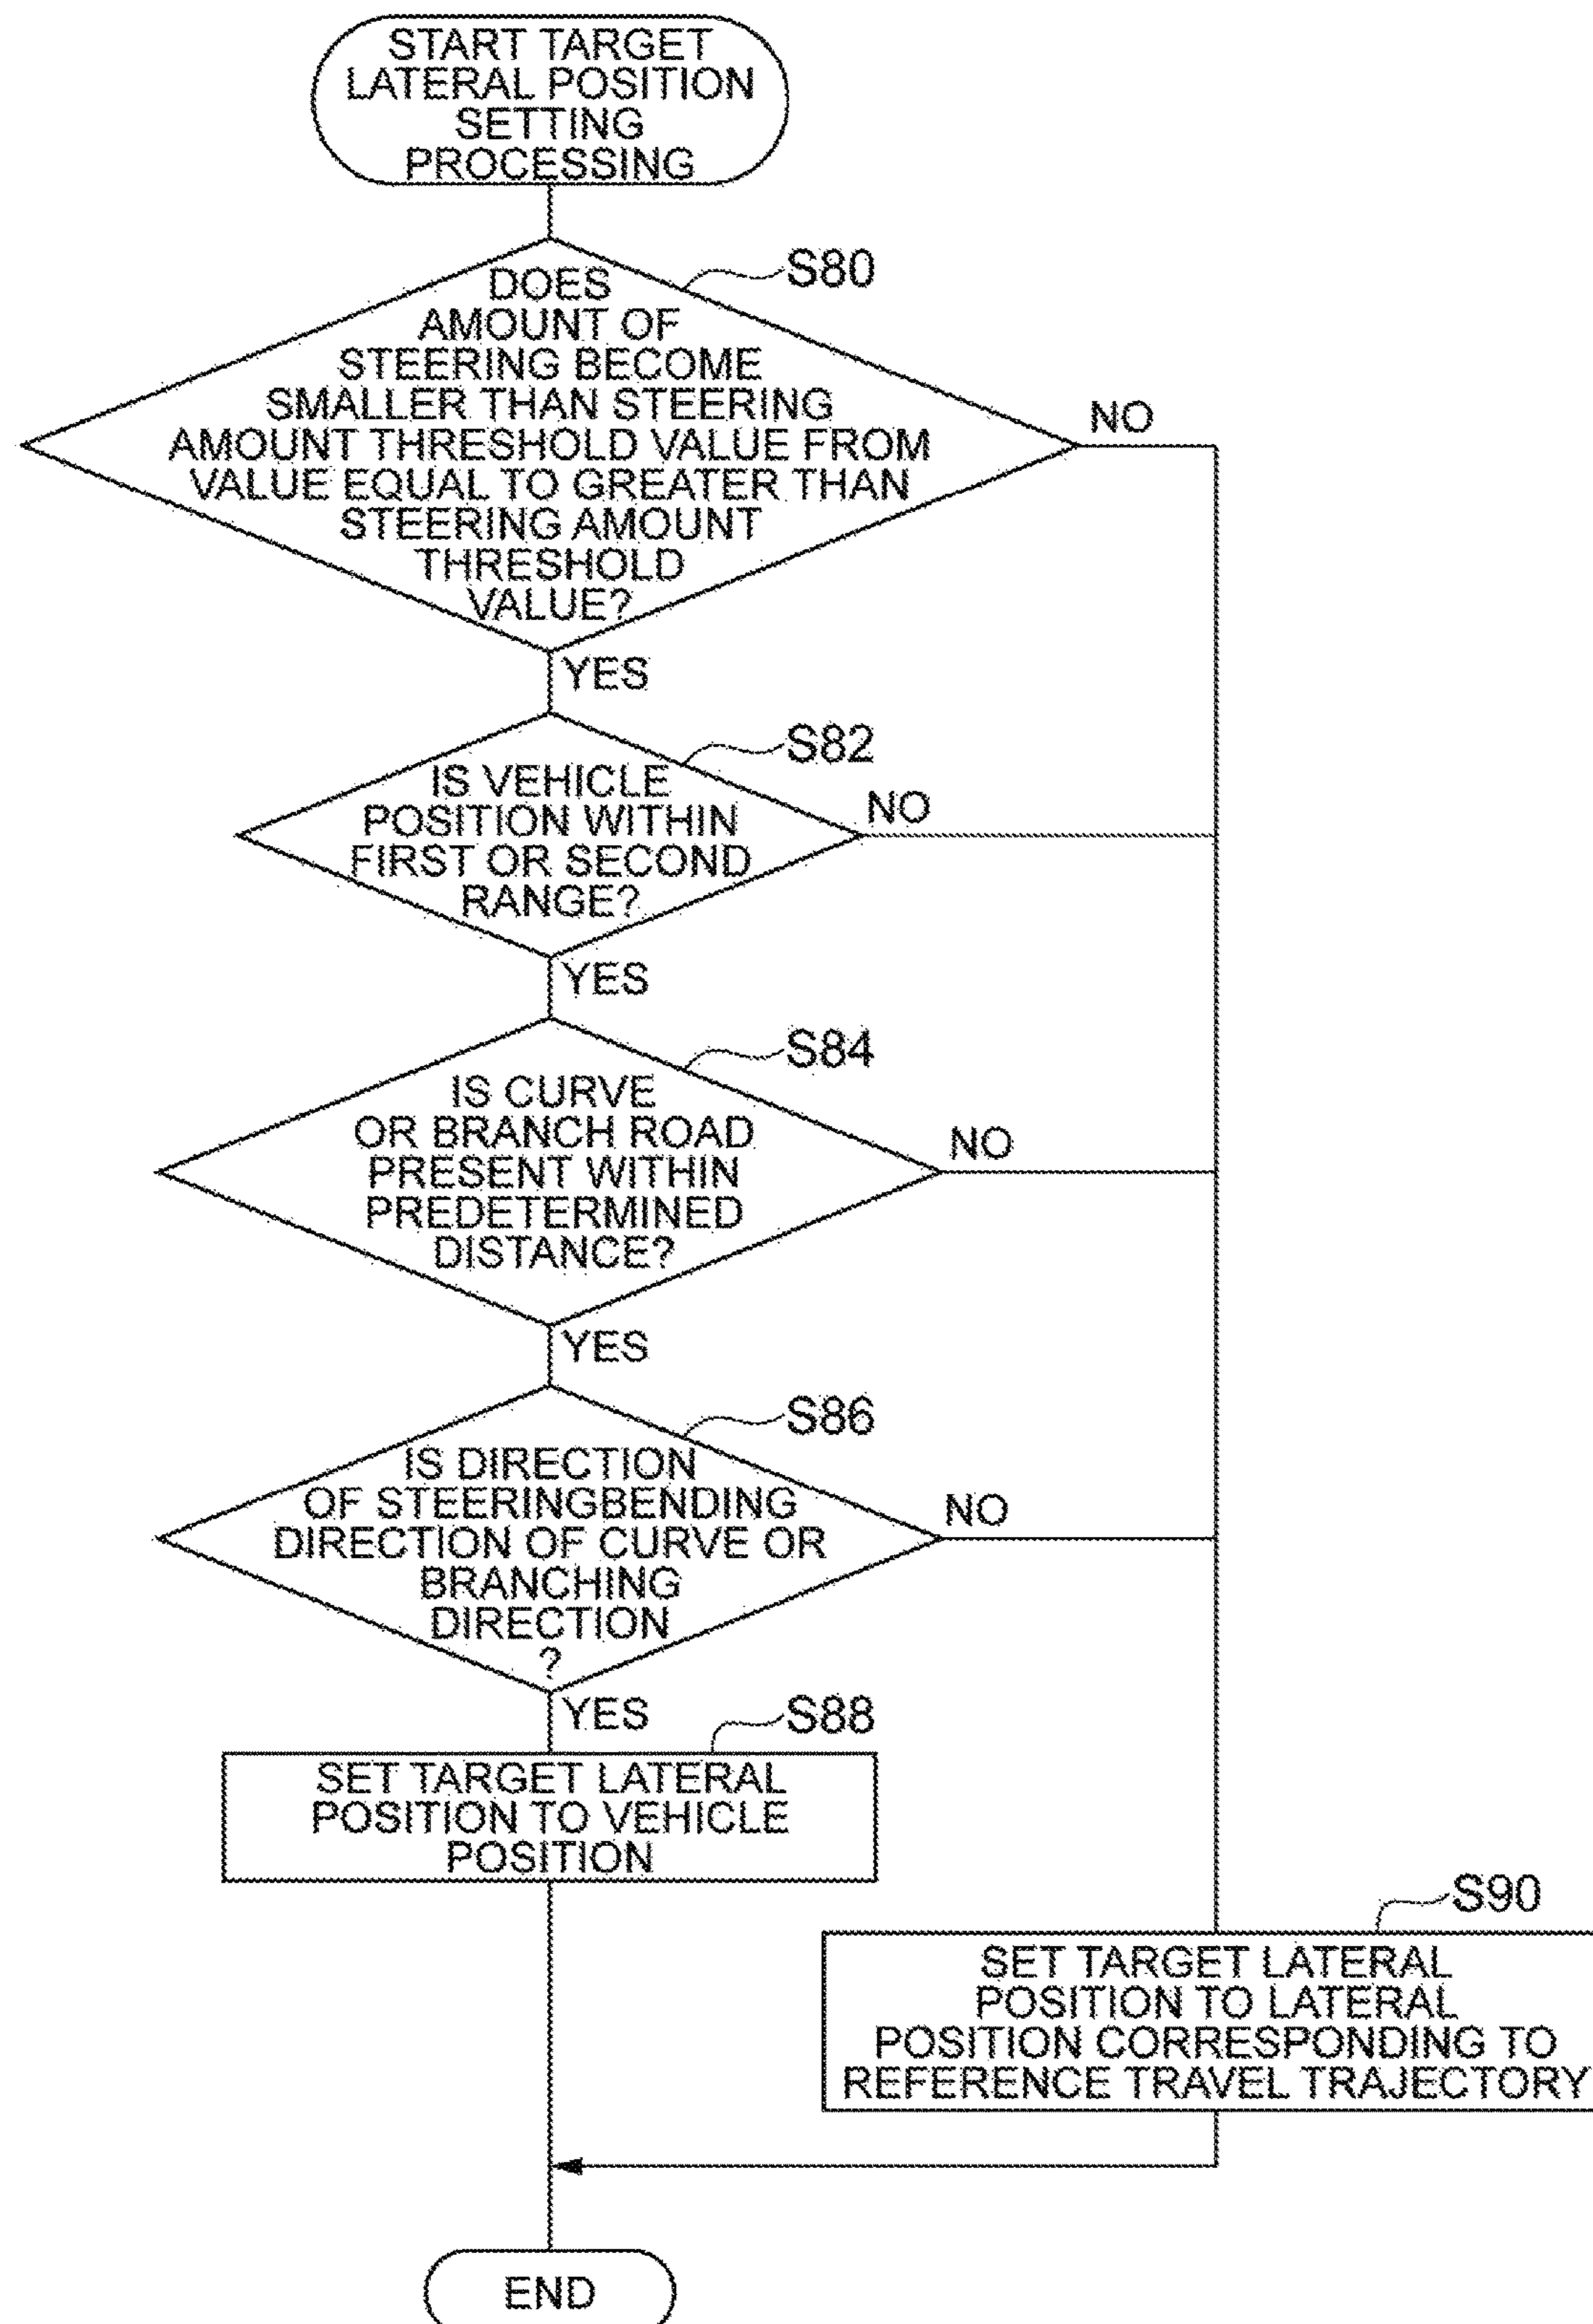 START TARGET
LATERAL POSITION
SETTING
PROCESSING
S80
DOES
AMOUNT OF
STEERING BECOME
SMALLER THAN STEERING
AMOUNT THRESHOLD VALUE FROM
VALUE EQUAL TO GREATER THAN
STEERING AMOUNT
THRESHOLD
VALUE?
NO
YES
S82
IS VEHICLE
POSITION WITHIN
FIRST OR SECOND
RANGE?
NO
YES
S84
IS CURVE
OR BRANCH ROAD
PRESENT WITHIN
PREDETERMINED
DISTANCE?
NO
YES
S86
IS DIRECTION
OF STEERINGBENDING
DIRECTION OF CURVE OR
BRANCHING
DIRECTION
?
NO
YES
S88
SET TARGET LATERAL
POSITION TO VEHICLE
POSITION
S90
SET TARGET LATERAL
POSITION TO LATERAL
POSITION CORRESPONDING TO
REFERENCE TRAVEL TRAJECTORY
END